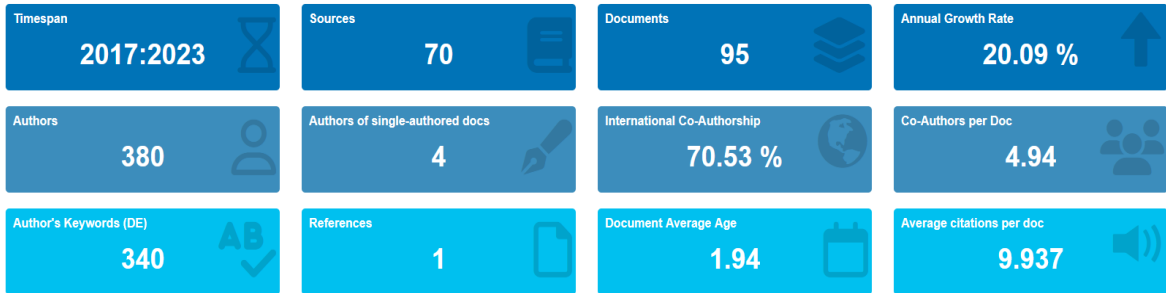 Timespan
2017:2023
Sources
70
Documents
95
Annual Growth Rate
20.09 %
Authors
380
Authors of single-authored docs
4
International Co-Authorship
70.53 %
Co-Authors per Doc
4.94
Author's Keywords (DE)
340
AB
References
1
Document Average Age
1.94
Average citations per doc
9.937